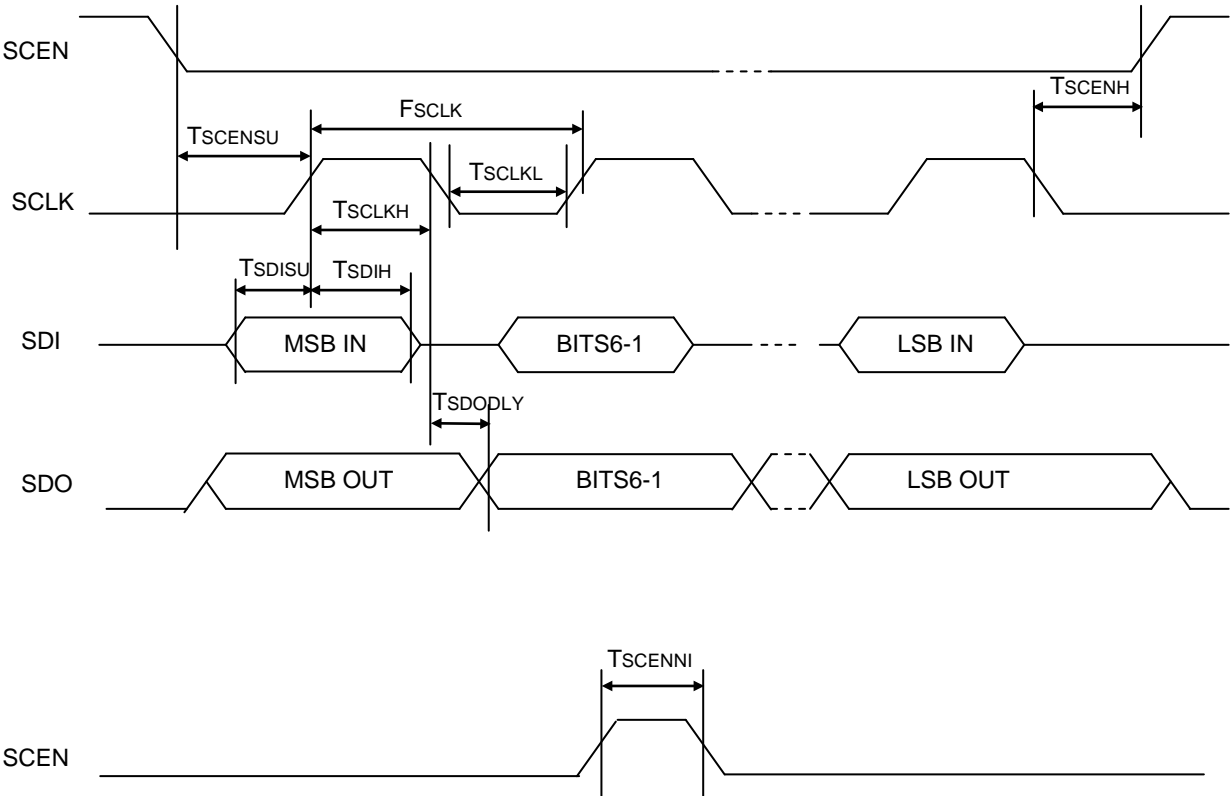 SCEN
TSCENH
FSCLK
TSCENSU
TSCLKL
SCLK
TSCLKH
TSDISU TSDIH
SDI MSB IN BITS6-1 LSB IN
TSDODLY
SDO MSB OUT BITS6-1 LSB OUT
TSCENNI
SCEN